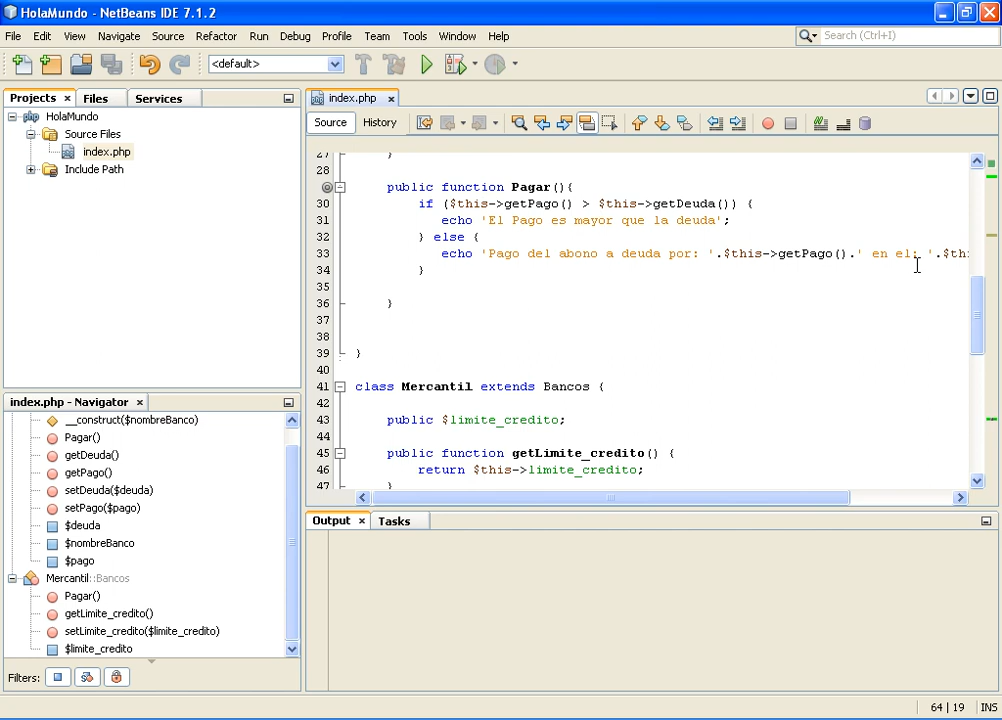 HolaMundo - NetBeans IDE 7.1.2
File Edit View Navigate Source Refactor Run Debug Profile Team Tools Window Help
Search (Ctrl+I)
<default>
Projects × Files Services
index.php ×
HolaMundo
Source Files
index.php
Include Path
Source History
27 }
28
29 public function Pagar(){
30 if ($this->getPago() > $this->getDeuda()) {
31 echo 'El Pago es mayor que la deuda';
32 } else {
33 echo 'Pago del abono a deuda por: '.$this->getPago().' en el: '.$th
34 }
35
36 }
37
38
39 }
40
41 class Mercantil extends Bancos {
42
43 public $limite_credito;
44
45 public function getLimite_credito() {
46 return $this->limite_credito;
47 }
index.php - Navigator ×
__construct($nombreBanco)
Pagar()
getDeuda()
getPago()
setDeuda($deuda)
setPago($pago)
$deuda
$nombreBanco
$pago
Mercantil::Bancos
Pagar()
getLimite_credito()
setLimite_credito($limite_credito)
$limite_credito
Filters:
Output × Tasks
64 | 19 INS